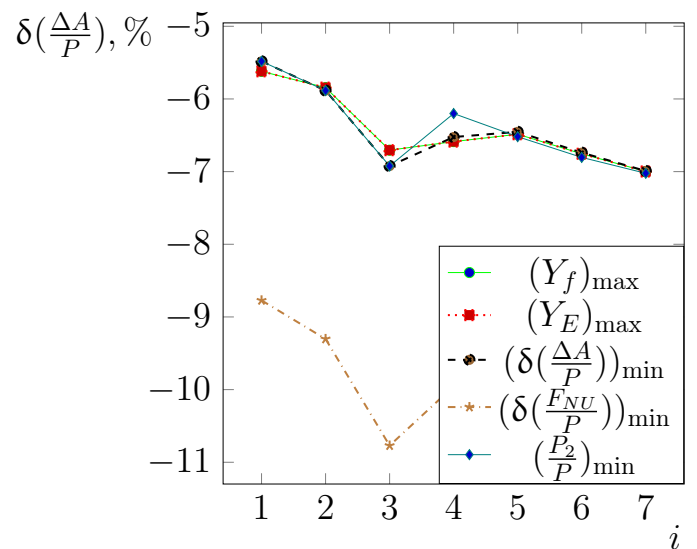 δ(ΔA/P), %
−5
−6
−7
−8
−9
−10
−11
(Y_f)_max
(Y_E)_max
(δ(ΔA/P))_min
(δ(F_NU/P))_min
(P_2/P)_min
1 2 3 4 5 6 7
i